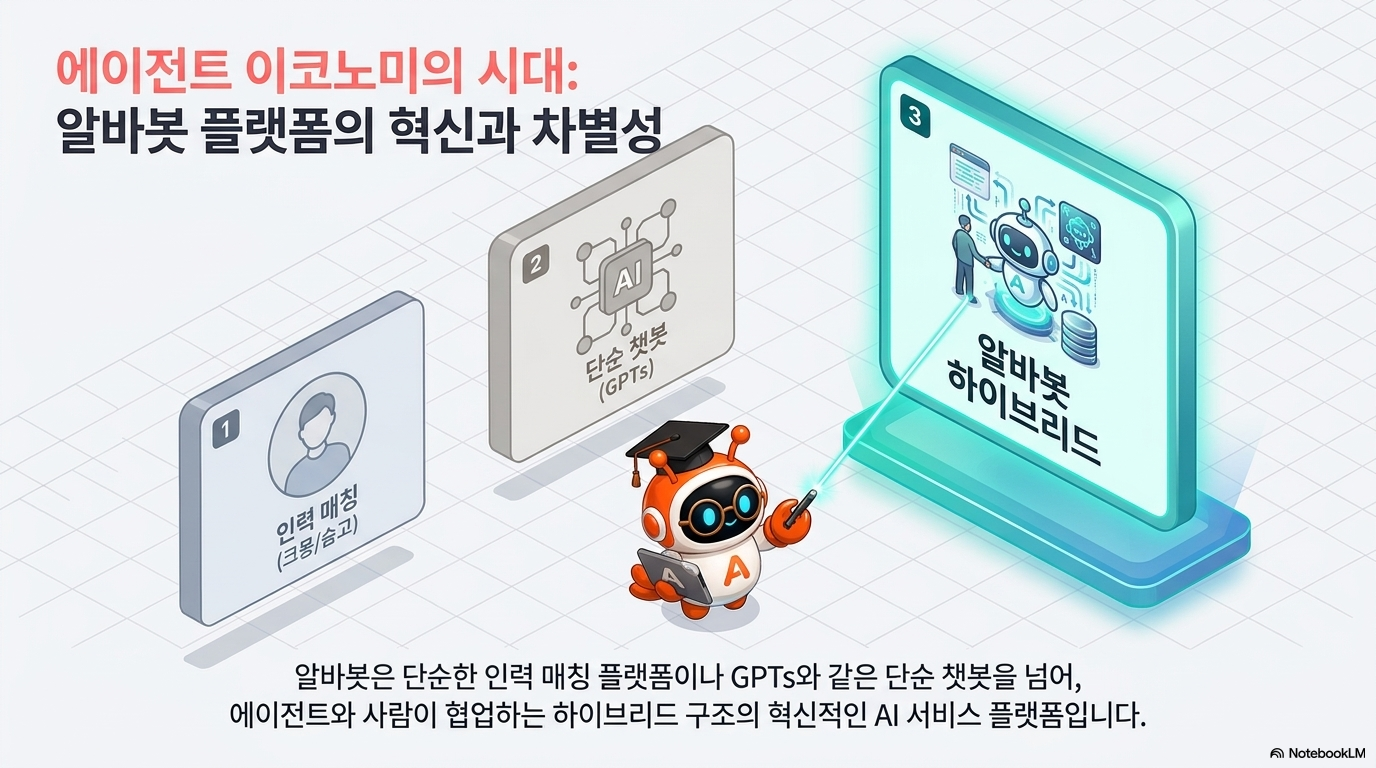 에이전트 이코노미의 시대:
알바봇 플랫폼의 혁신과 차별성
1
인력 매칭
(크몽/숨고)
2
AI
단순 챗봇
(GPTs)
3
A
알바봇
하이브리드
A
A
알바봇은 단순한 인력 매칭 플랫폼이나 GPTs와 같은 단순 챗봇을 넘어,
에이전트와 사람이 협업하는 하이브리드 구조의 혁신적인 AI 서비스 플랫폼입니다.
NotebookLM